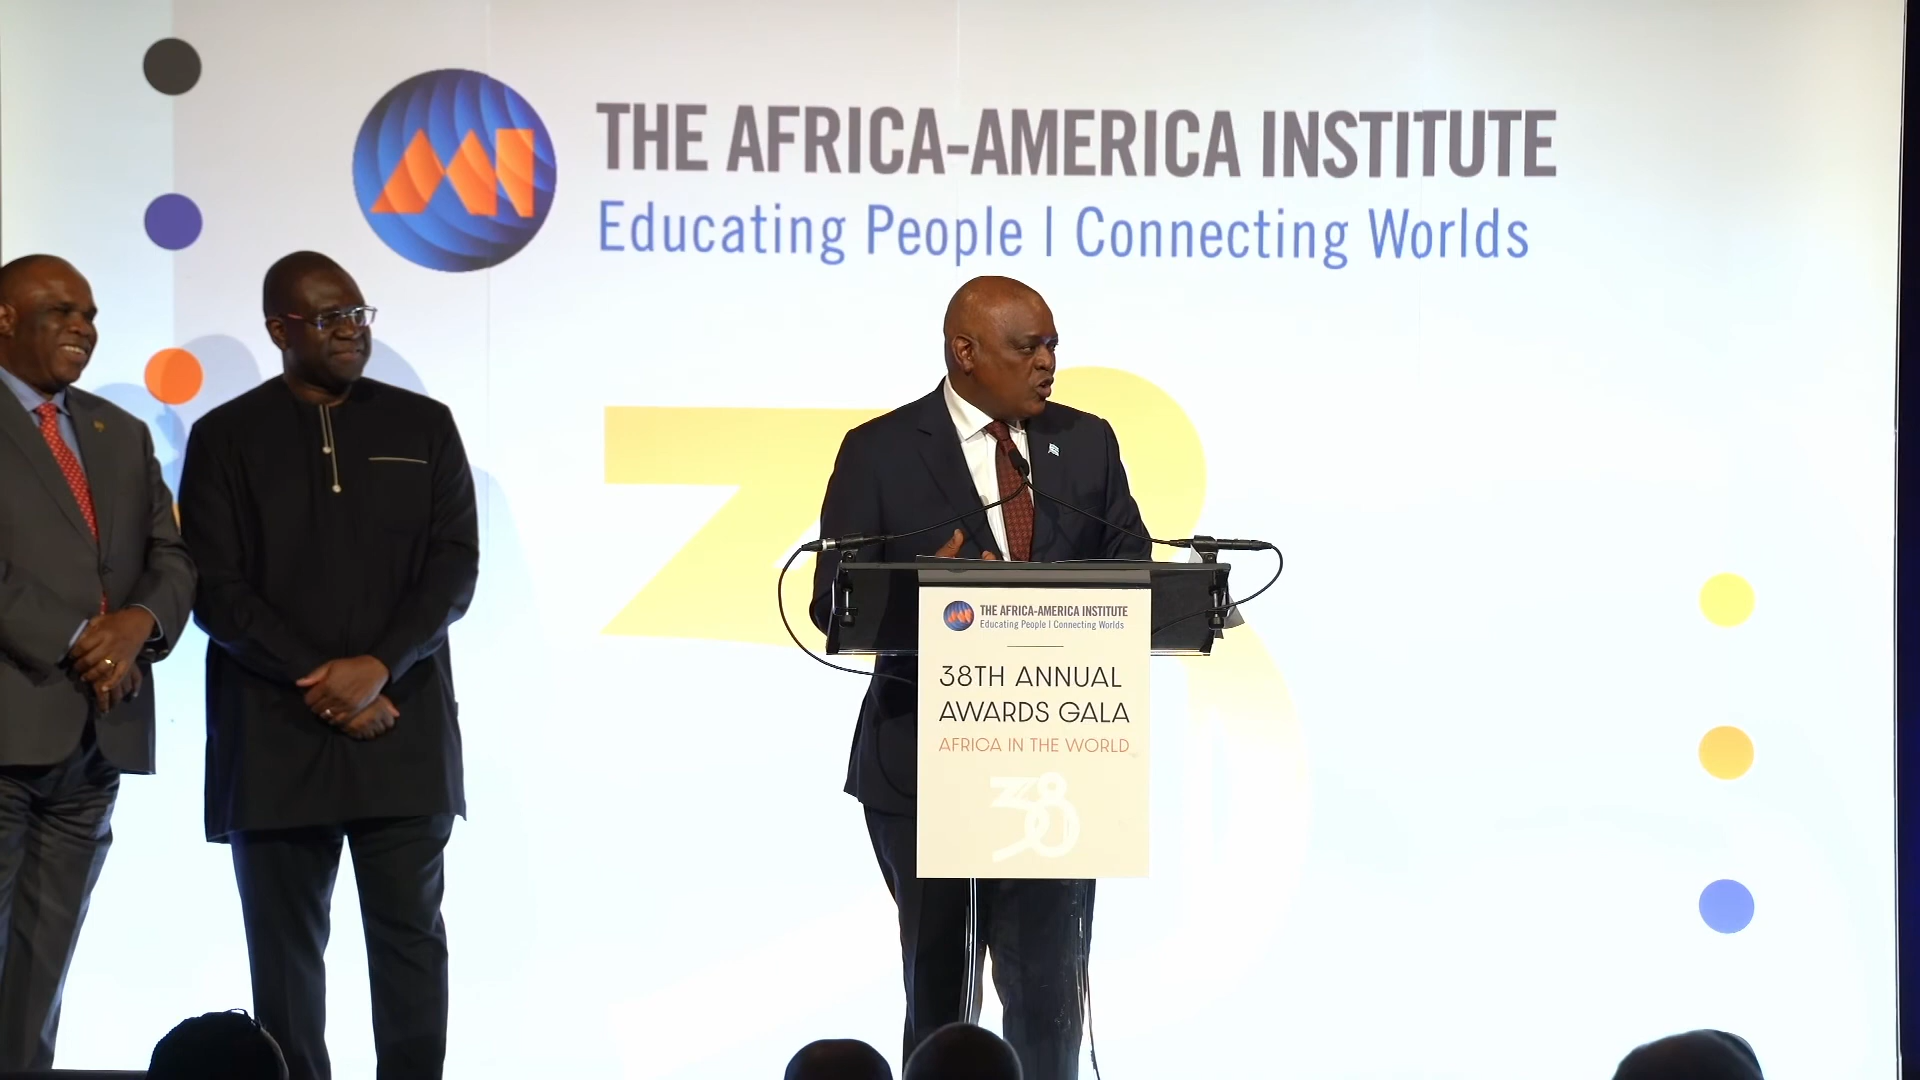 THE AFRICA-AMERICA INSTITUTE
Educating People | Connecting Worlds
38
THE AFRICA-AMERICA INSTITUTE
Educating People | Connecting Worlds
38TH ANNUAL
AWARDS GALA
AFRICA IN THE WORLD
38